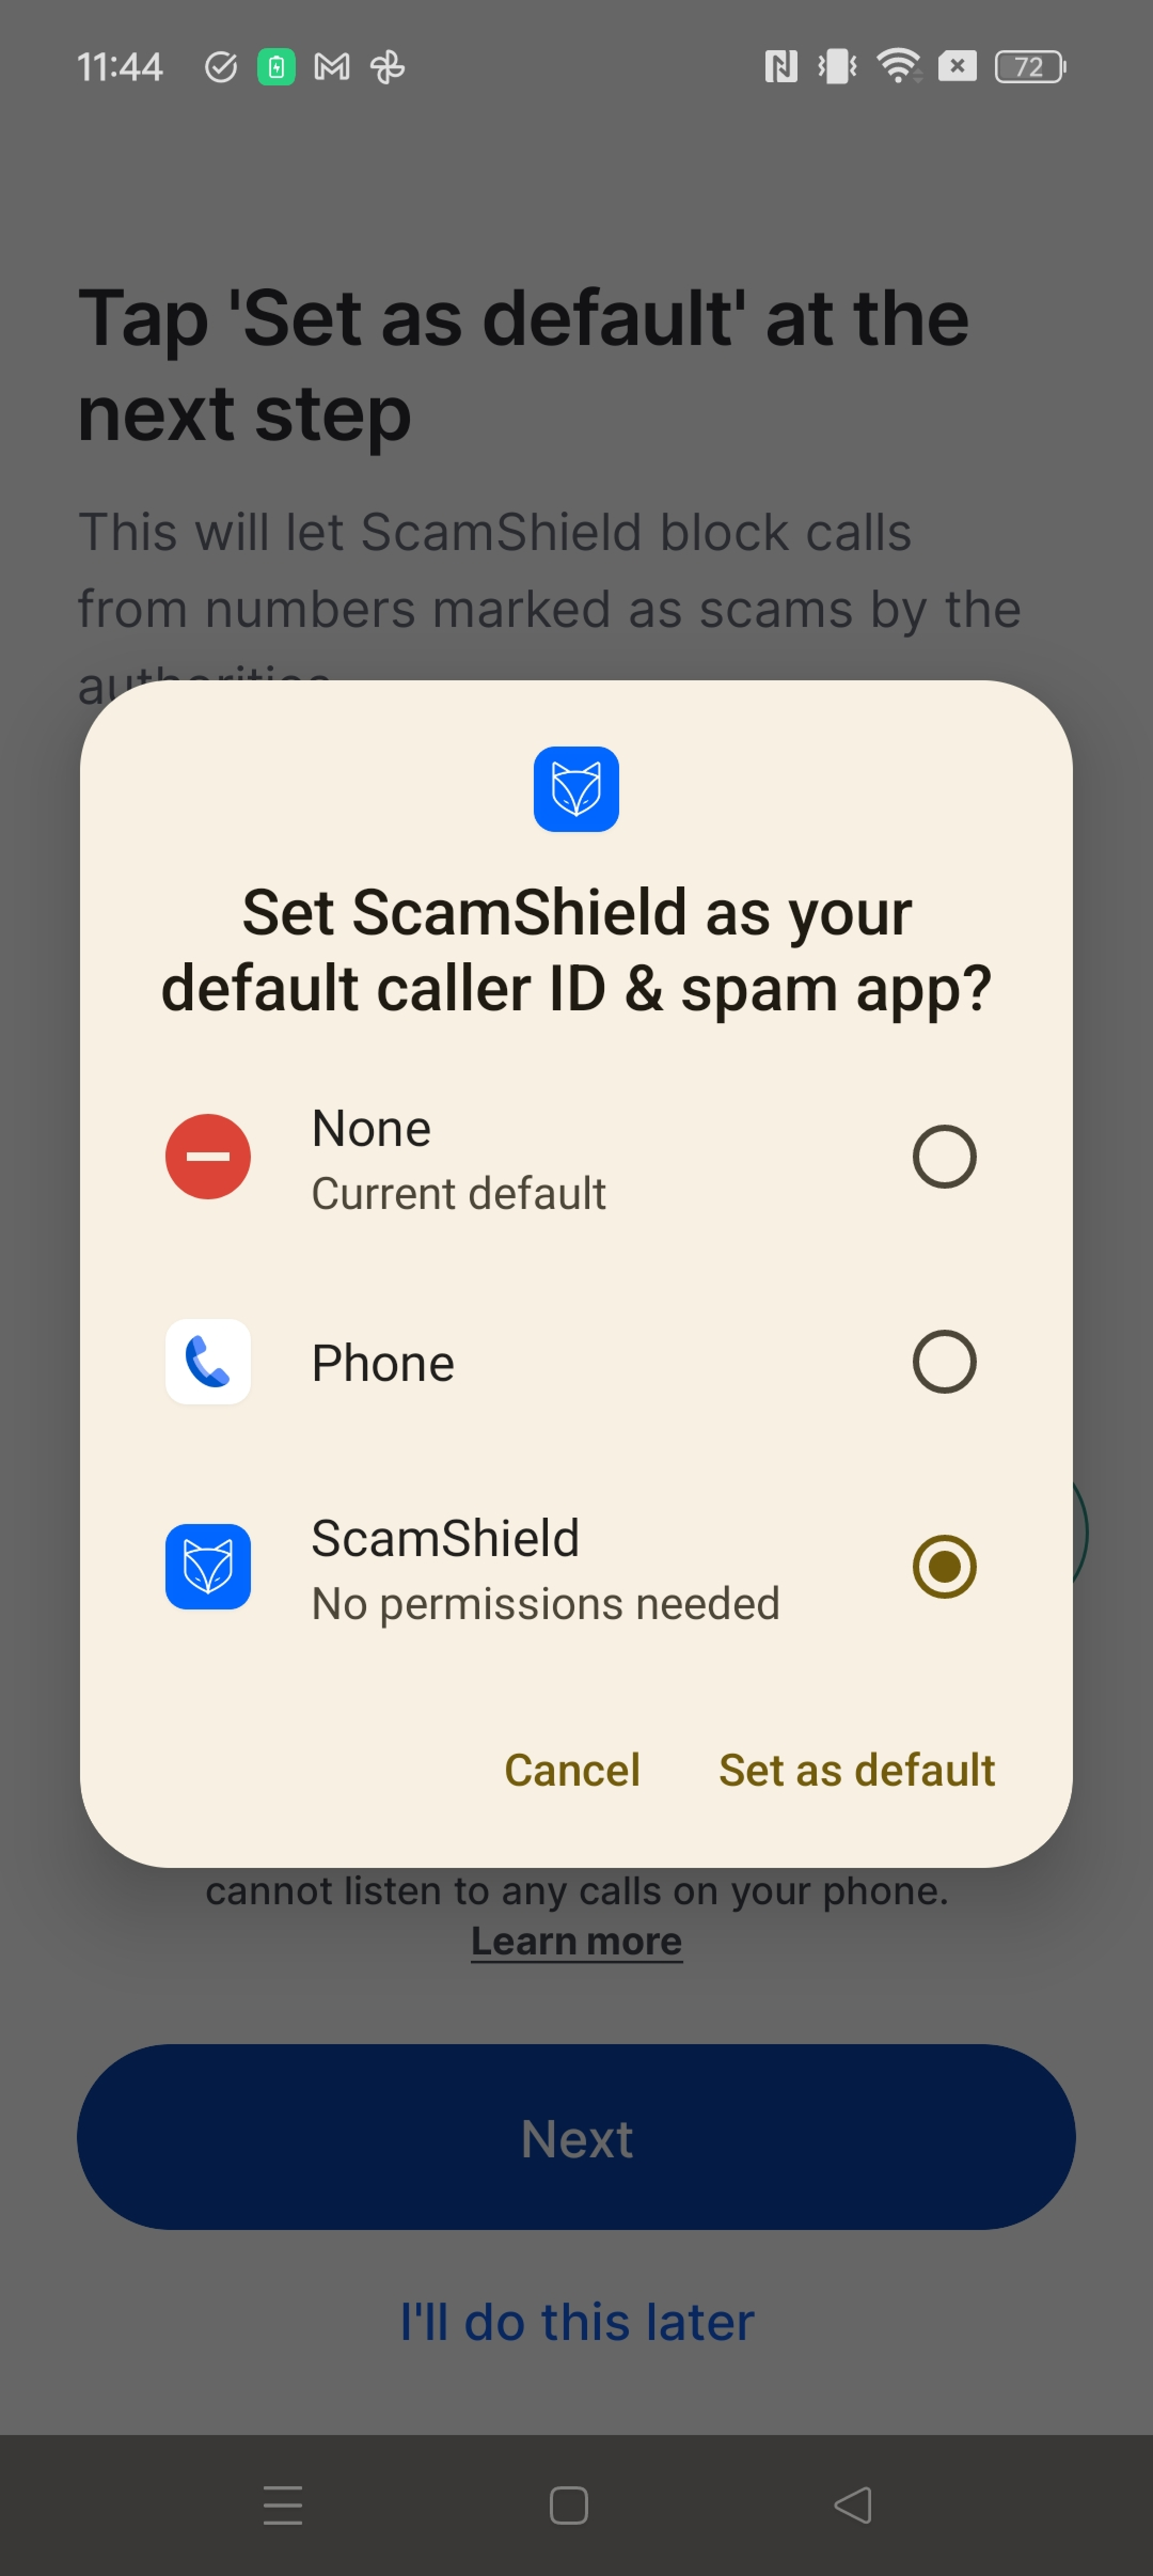 11:44
72
Tap 'Set as default' at the
next step
This will let ScamShield block calls
from numbers marked as scams by the
authorities
Set ScamShield as your
default caller ID & spam app?
None
Current default
Phone
ScamShield
No permissions needed
Cancel
Set as default
cannot listen to any calls on your phone.
Learn more
Next
I'll do this later